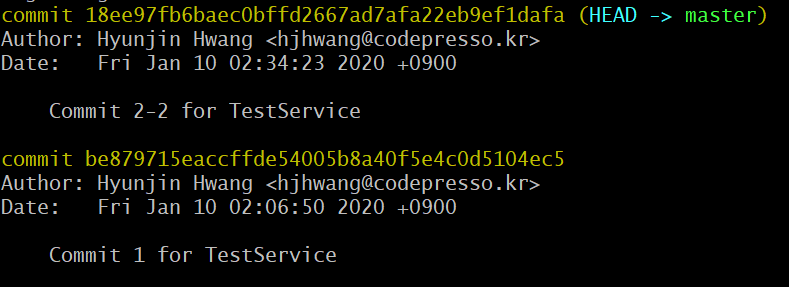 commit 18ee97fb6baec0bffd2667ad7afa22eb9ef1dafa (HEAD -> master)
Author: Hyunjin Hwang <hjhwang@codepresso.kr>
Date:   Fri Jan 10 02:34:23 2020 +0900
Commit 2-2 for TestService
commit be879715eaccffde54005b8a40f5e4c0d5104ec5
Author: Hyunjin Hwang <hjhwang@codepresso.kr>
Date:   Fri Jan 10 02:06:50 2020 +0900
Commit 1 for TestService